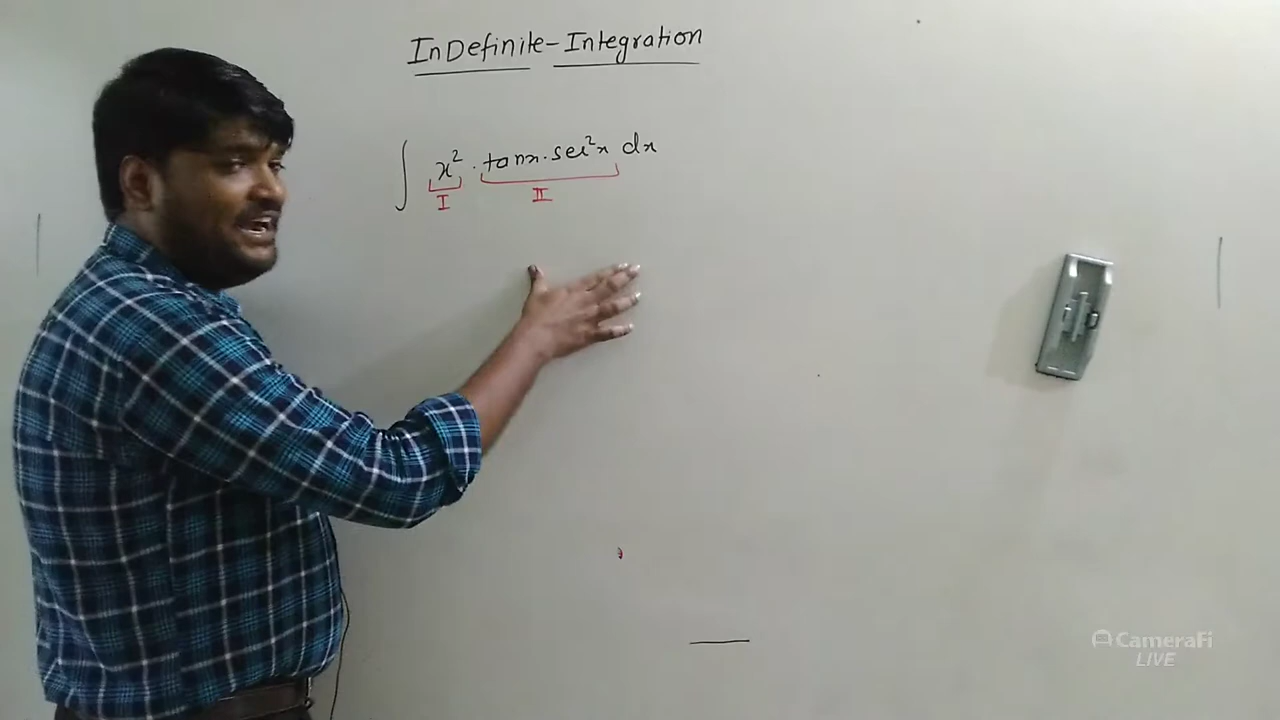 InDefinite-Integration
∫ x² · tanx · sec²x dx
I II
CameraFi
LIVE